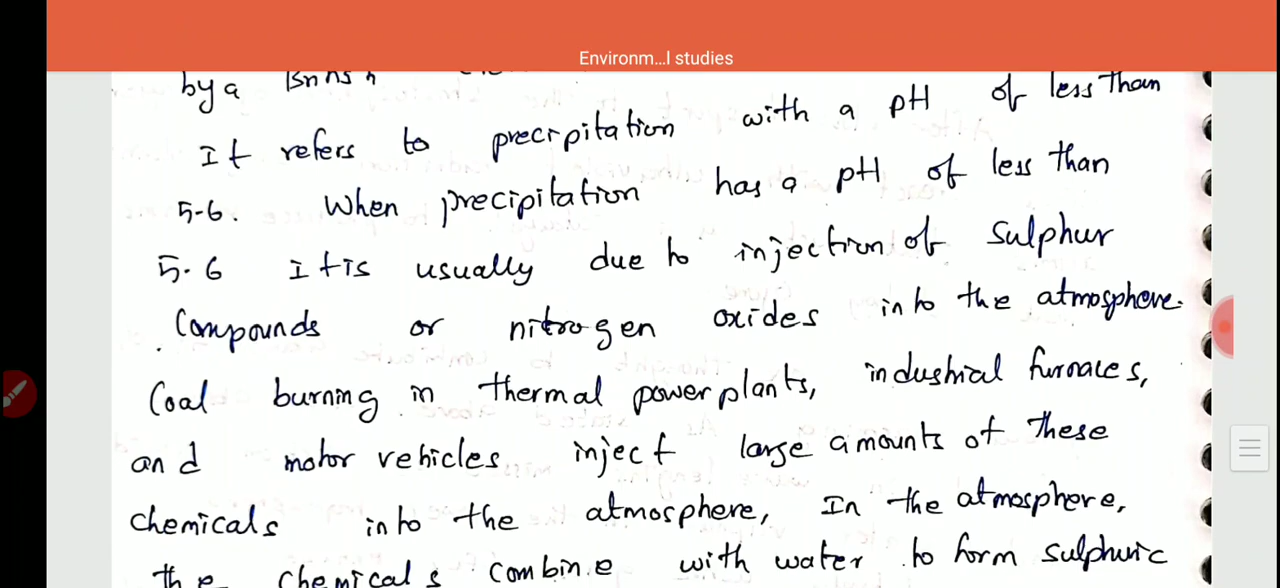 Environm...l studies
by a
It refers to precipitation with a pH of less than
5-6. When precipitation has a pH of less than
5.6 It is usually due to injection of sulphur
Compounds or nitrogen oxides into the atmosphere.
Coal burning in thermal power plants, industrial furnaces,
and motor vehicles inject large amounts of these
chemicals into the atmosphere, In the atmosphere,
the chemicals combine with water to form sulphuric